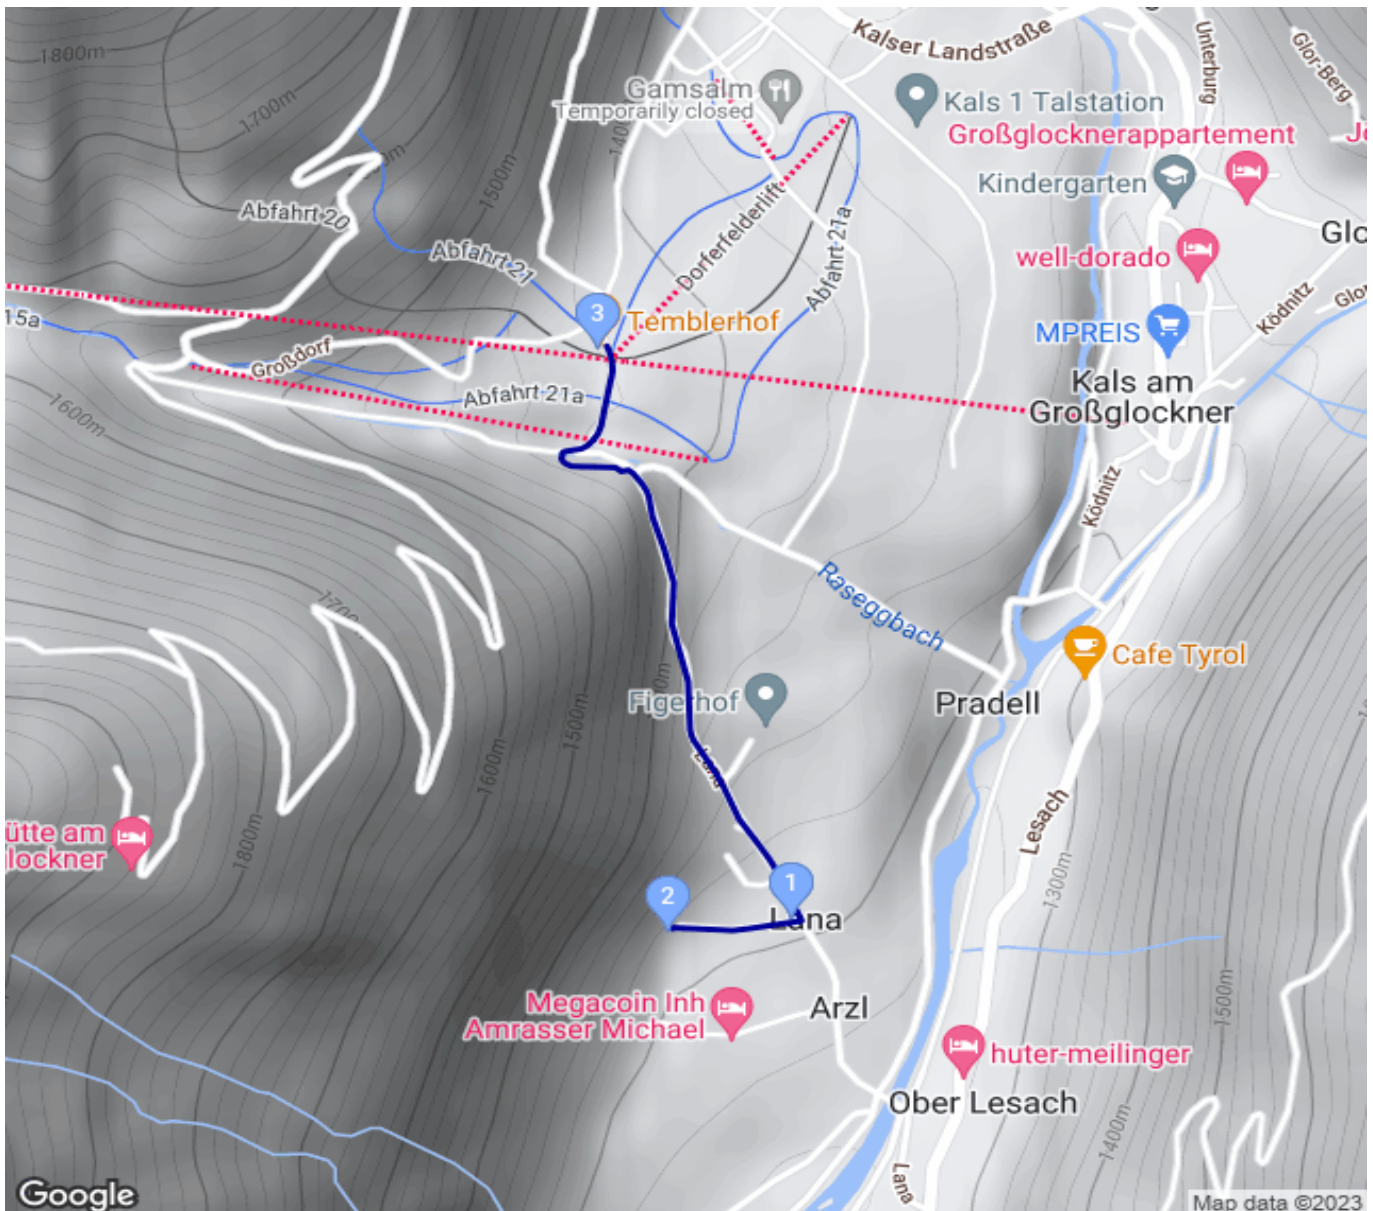 1800m
Kalser Landstraße
Unterburg
Glor-Berg
Gamsalm
Temporarily closed
Kals 1 Talstation
1700m
Großglocknerappartement
Kindergarten
1500m
Abfahrt 20
Dorferfelderlift
Abfahrt 21a
Abfahrt 21
well-dorado
Ködnitz
15a
3
Temblerhof
MPREIS
Großdorf
Kals am
Großglockner
Abfahrt 21a
1600m
Ködnitz
Raseggbach
Cafe Tyrol
Figerhof
Pradell
1500m
1600m
Lesach
1800m
ütte am
lockner
1300m
1
2
Lana
1500m
Megacoin Inh
Amrasser Michael
Arzl
huter-meilinger
Ober Lesach
1400m
Lana
Google
Map data ©2023